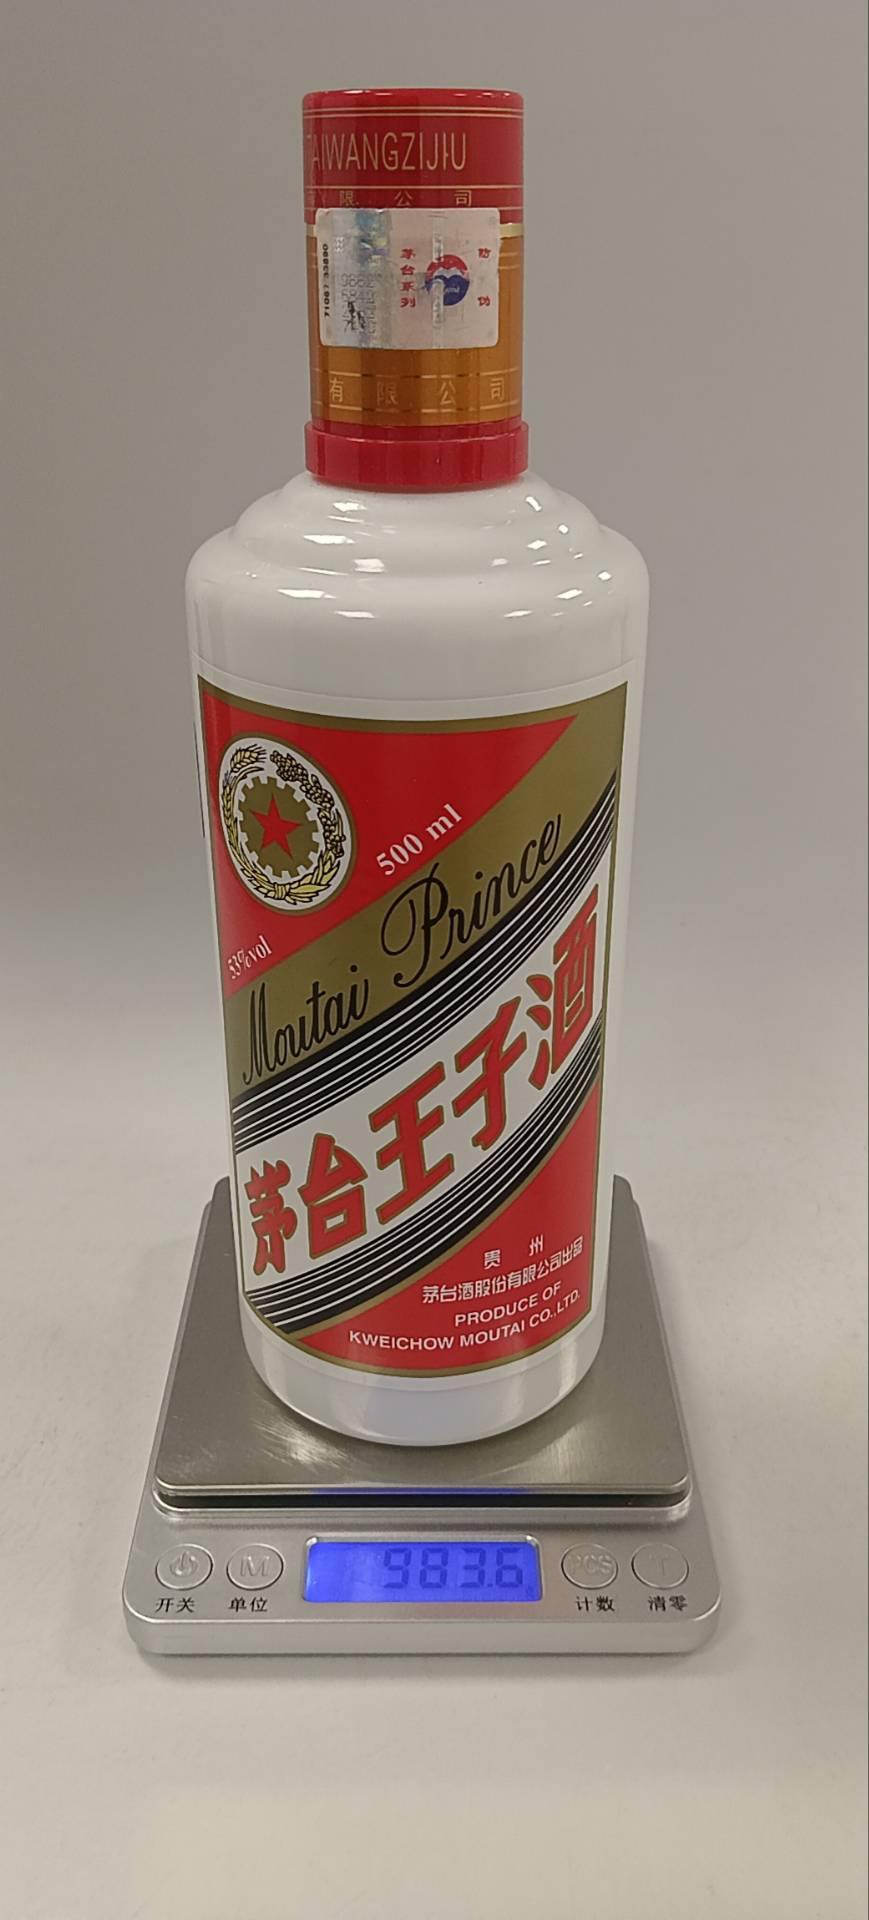 TAIWANGZIJIU
有限公司
茅台系列
防伪
有限公司
500 ml
53%vol
Moutai Prince
茅台王子酒
贵州
茅台酒股份有限公司出品
PRODUCE OF
KWEICHOW MOUTAI CO.,LTD.
983.6
M
PCS
T
开关
单位
计数
清零